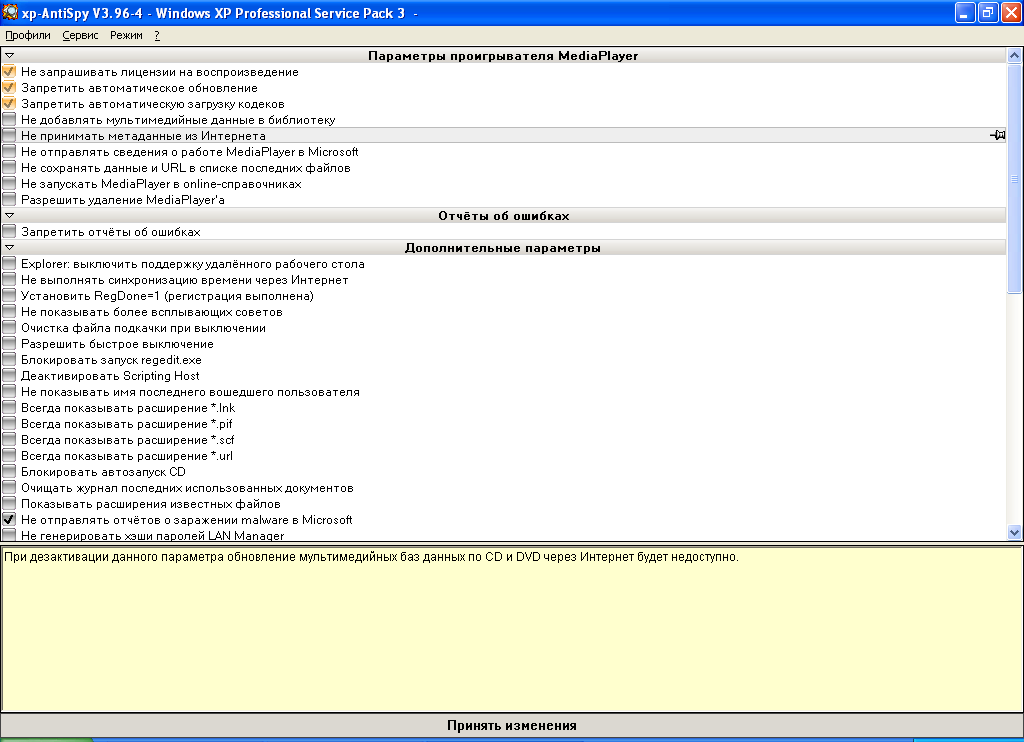 xp-AntiSpy V3.96-4 - Windows XP Professional Service Pack 3 -
Профили Сервис Режим ?
Параметры проигрывателя MediaPlayer
Не запрашивать лицензии на воспроизведение
Запретить автоматическое обновление
Запретить автоматическую загрузку кодеков
Не добавлять мультимедийные данные в библиотеку
Не принимать метаданные из Интернета
Не отправлять сведения о работе MediaPlayer в Microsoft
Не сохранять данные и URL в списке последних файлов
Не запускать MediaPlayer в online-справочниках
Разрешить удаление MediaPlayer'а
Отчёты об ошибках
Запретить отчёты об ошибках
Дополнительные параметры
Explorer: выключить поддержку удалённого рабочего стола
Не выполнять синхронизацию времени через Интернет
Установить RegDone=1 (регистрация выполнена)
Не показывать более всплывающих советов
Очистка файла подкачки при выключении
Разрешить быстрое выключение
Блокировать запуск regedit.exe
Деактивировать Scripting Host
Не показывать имя последнего вошедшего пользователя
Всегда показывать расширение *.lnk
Всегда показывать расширение *.pif
Всегда показывать расширение *.scf
Всегда показывать расширение *.url
Блокировать автозапуск CD
Очищать журнал последних использованных документов
Показывать расширения известных файлов
Не отправлять отчётов о заражении malware в Microsoft
Не генерировать хэши паролей LAN Manager
При дезактивации данного параметра обновление мультимедийных баз данных по CD и DVD через Интернет будет недоступно.
Принять изменения